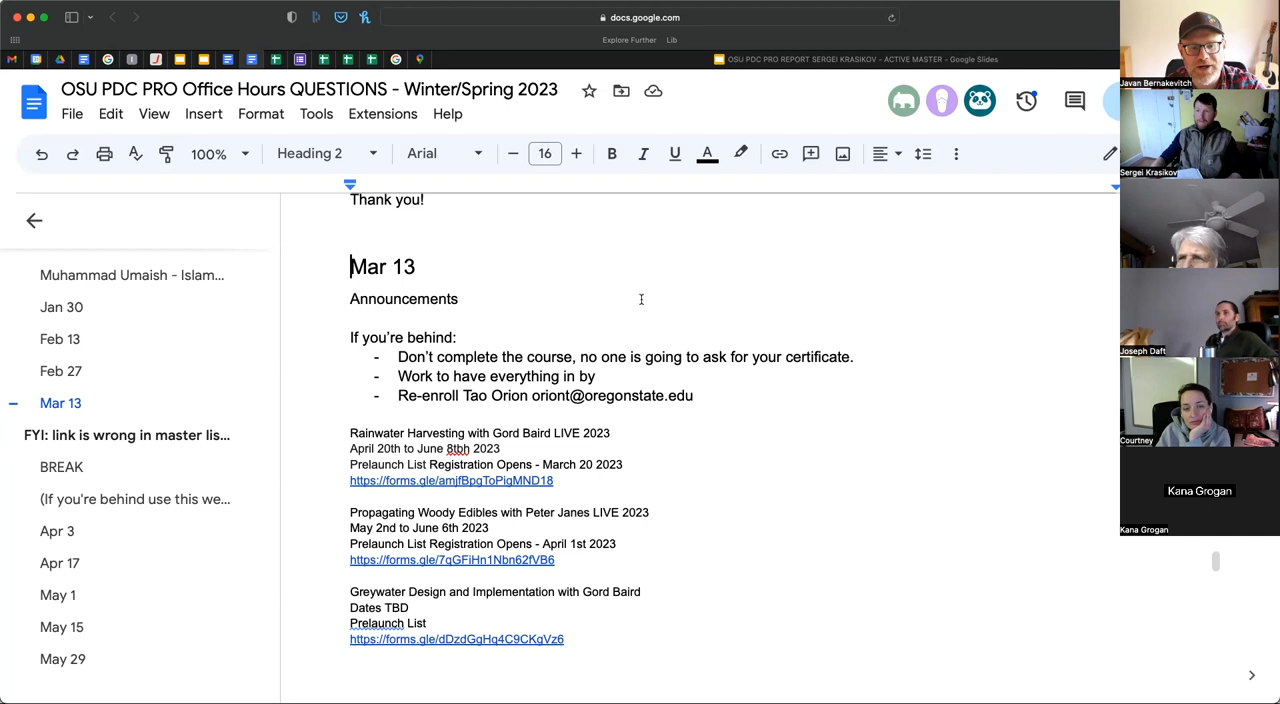 docs.google.com
Explore Further Lib
OSU PDC PRO REPORT SERGEI KRASIKOV - ACTIVE MASTER - Google Slides
OSU PDC PRO Office Hours QUESTIONS - Winter/Spring 2023
File Edit View Insert Format Tools Extensions Help
100% Heading 2 Arial 16
Muhammad Umaish - Islam...
Jan 30
Feb 13
Feb 27
Mar 13
FYI: link is wrong in master lis...
BREAK
(If you're behind use this we...
Apr 3
Apr 17
May 1
May 15
May 29
Thank you!
Mar 13
Announcements
If you're behind:
- Don't complete the course, no one is going to ask for your certificate.
- Work to have everything in by
- Re-enroll Tao Orion oriont@oregonstate.edu
Rainwater Harvesting with Gord Baird LIVE 2023
April 20th to June 8tbh 2023
Prelaunch List Registration Opens - March 20 2023
https://forms.gle/amjfBpgToPigMND18
Propagating Woody Edibles with Peter Janes LIVE 2023
May 2nd to June 6th 2023
Prelaunch List Registration Opens - April 1st 2023
https://forms.gle/7qGFiHn1Nbn62fVB6
Greywater Design and Implementation with Gord Baird
Dates TBD
Prelaunch List
https://forms.gle/dDzdGgHq4C9CKgVz6
Javan Bernakevitch
Sergei Krasikov
Joseph Daft
Courtney
Kana Grogan
Kana Grogan